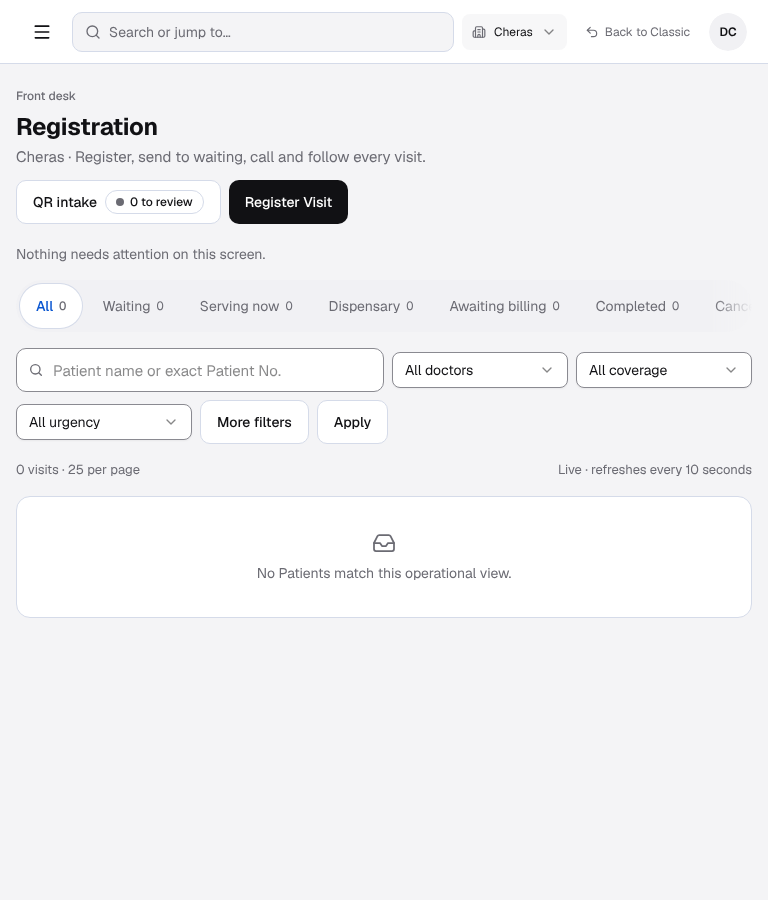 Search or jump to...
Cheras
Back to Classic
DC
Front desk
Registration
Cheras · Register, send to waiting, call and follow every visit.
QR intake 0 to review
Register Visit
Nothing needs attention on this screen.
All 0 Waiting 0 Serving now 0 Dispensary 0 Awaiting billing 0 Completed 0 Canc
Patient name or exact Patient No.
All doctors
All coverage
All urgency
More filters
Apply
0 visits · 25 per page
Live · refreshes every 10 seconds
No Patients match this operational view.